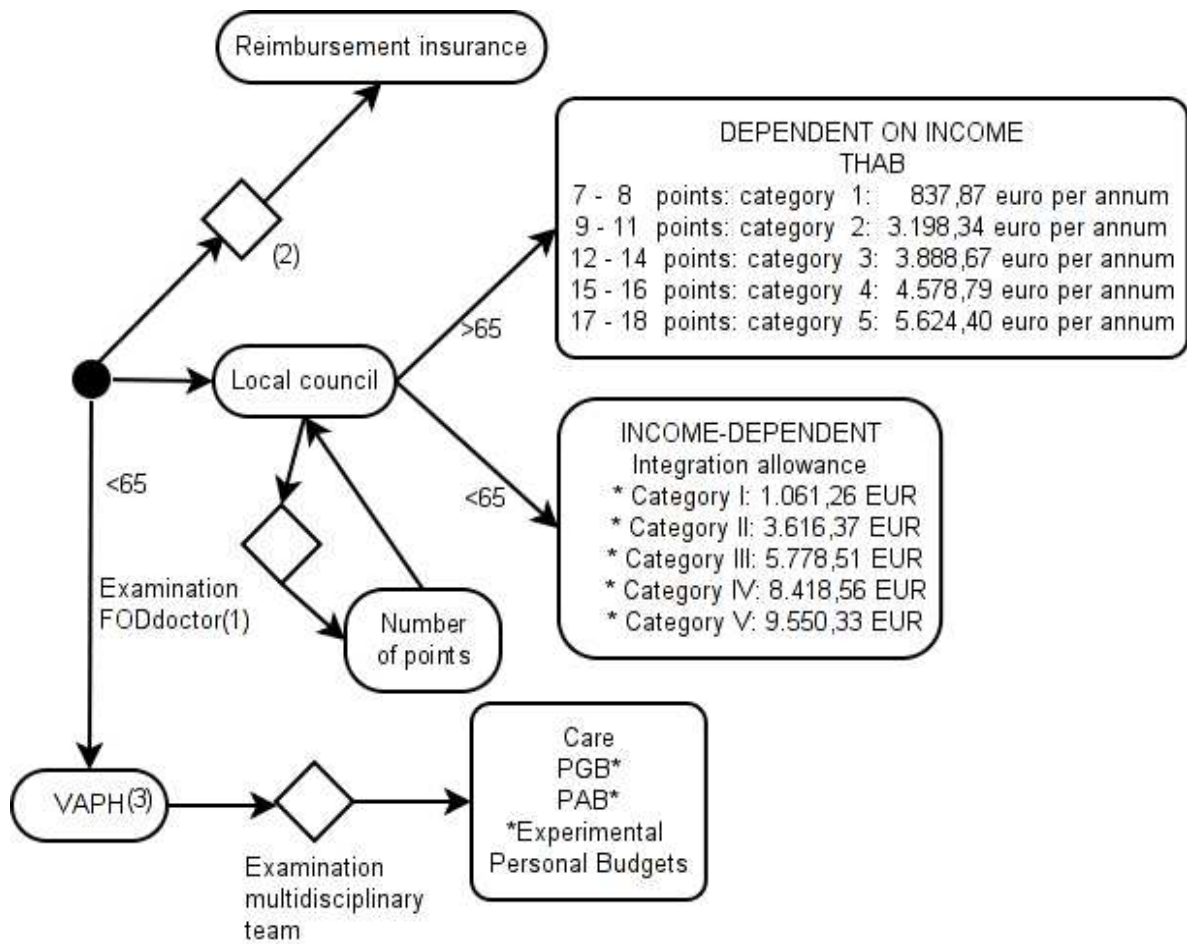 Reimbursement insurance
(2)
DEPENDENT ON INCOME
THAB
7 - 8 points: category 1: 837,87 euro per annum
9 - 11 points: category 2: 3.198,34 euro per annum
12 - 14 points: category 3: 3.888,67 euro per annum
15 - 16 points: category 4: 4.578,79 euro per annum
17 - 18 points: category 5: 5.624,40 euro per annum
>65
Local council
<65
<65
INCOME-DEPENDENT
Integration allowance
* Category I: 1.061,26 EUR
* Category II: 3.616,37 EUR
* Category III: 5.778,51 EUR
* Category IV: 8.418,56 EUR
* Category V: 9.550,33 EUR
Examination
FODdoctor(1)
Number
of points
VAPH(3)
Examination
multidisciplinary
team
Care
PGB*
PAB*
*Experimental
Personal Budgets